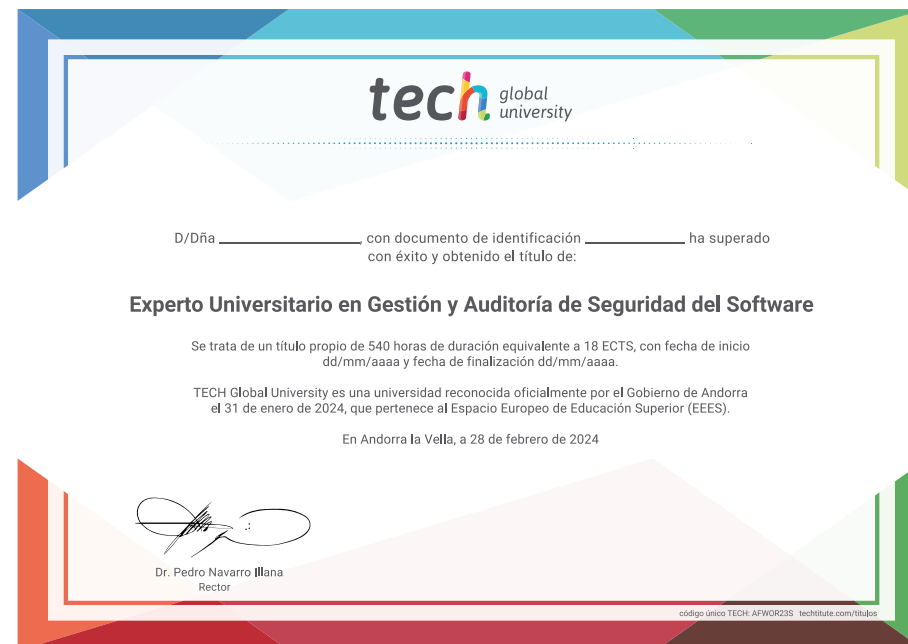 tech global university
D/Dña ____________________, con documento de identificación ______________ ha superado
con éxito y obtenido el título de:
Experto Universitario en Gestión y Auditoría de Seguridad del Software
Se trata de un título propio de 540 horas de duración equivalente a 18 ECTS, con fecha de inicio
dd/mm/aaaa y fecha de finalización dd/mm/aaaa.
TECH Global University es una universidad reconocida oficialmente por el Gobierno de Andorra
el 31 de enero de 2024, que pertenece al Espacio Europeo de Educación Superior (EEES).
En Andorra la Vella, a 28 de febrero de 2024
Dr. Pedro Navarro Illana
Rector
código único TECH: AFWOR23S techtitute.com/titulos